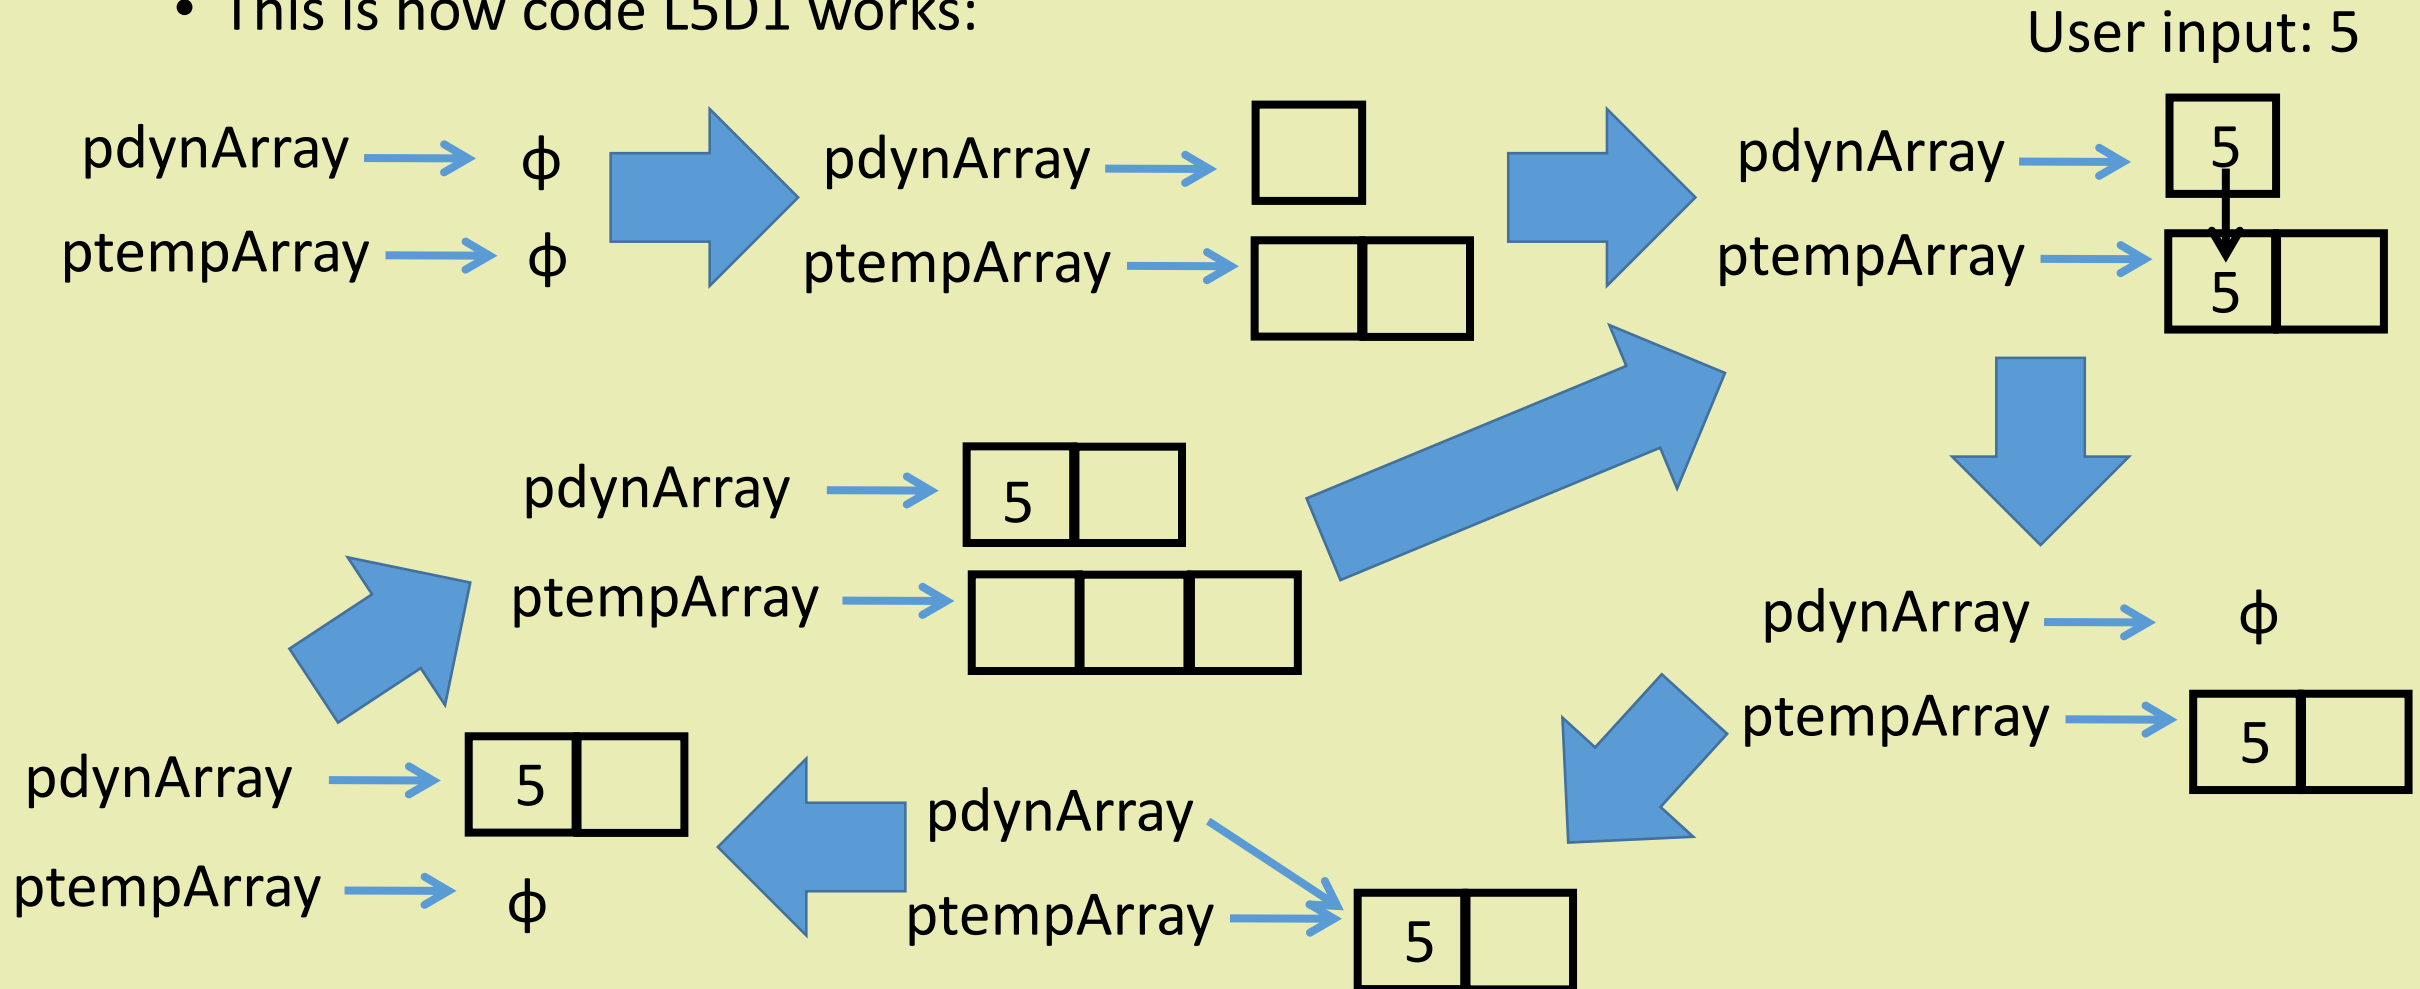 • This is how code L5D1 works:
User input: 5
pdynArray ϕ
ptempArray ϕ
pdynArray
ptempArray
pdynArray 5
ptempArray 5
pdynArray 5
ptempArray
pdynArray ϕ
ptempArray 5
pdynArray
ptempArray 5
pdynArray 5
ptempArray ϕ